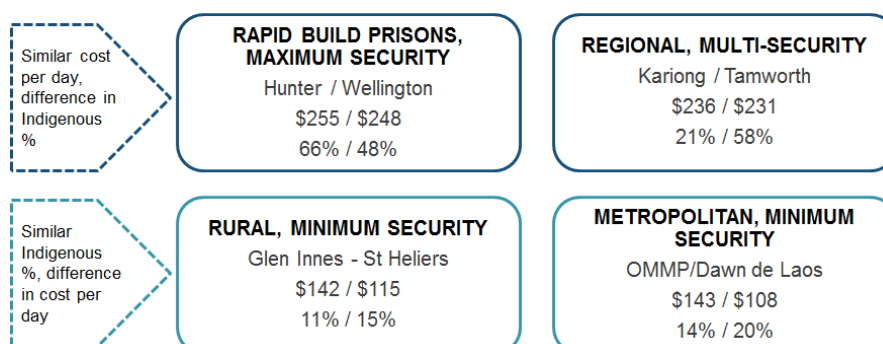 Similar cost
per day,
difference in
Indigenous
%
RAPID BUILD PRISONS,
MAXIMUM SECURITY
Hunter / Wellington
$255 / $248
66% / 48%
REGIONAL, MULTI-SECURITY
Kariong / Tamworth
$236 / $231
21% / 58%
Similar
Indigenous
%, difference
in cost per
day
RURAL, MINIMUM SECURITY
Glen Innes - St Heliers
$142 / $115
11% / 15%
METROPOLITAN, MINIMUM
SECURITY
OMMP/Dawn de Laos
$143 / $108
14% / 20%